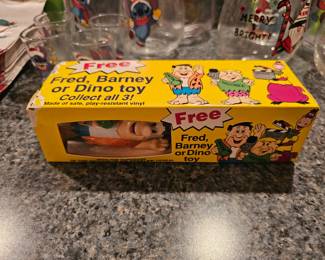 Free
Fred, Barney
or Dino toy
Collect all 3!
Made of safe, play-resistant vinyl
Free
Fred,
Barney
or Dino
toy
MERRY
BRIGHT